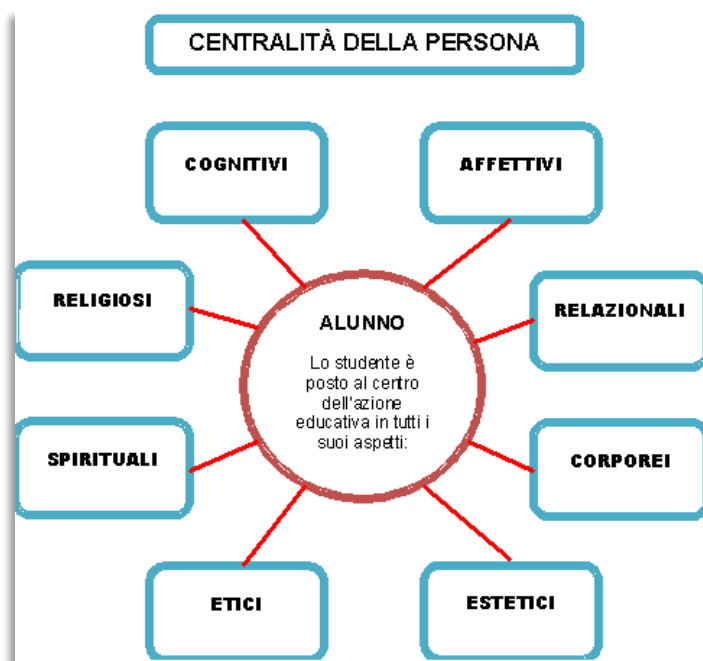 CENTRALITÀ DELLA PERSONA
COGNITIVI
AFFETTIVI
RELIGIOSI
RELAZIONALI
ALUNNO
Lo studente è
posto al centro
dell'azione
educativa in tutti i
suoi aspetti:
SPIRITUALI
CORPOREI
ETICI
ESTETICI